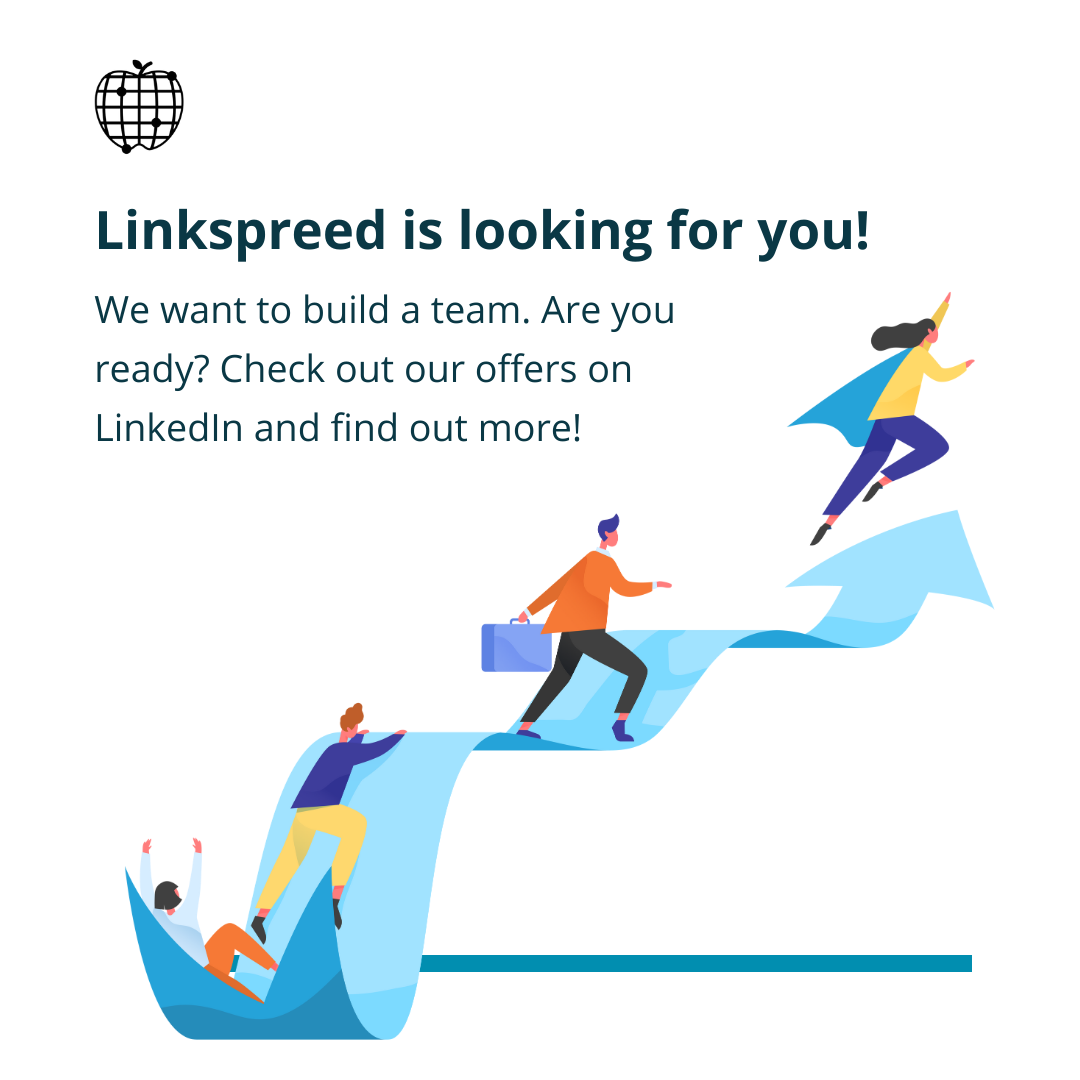 Linkspreed is looking for you!
We want to build a team. Are you
ready? Check out our offers on
LinkedIn and find out more!